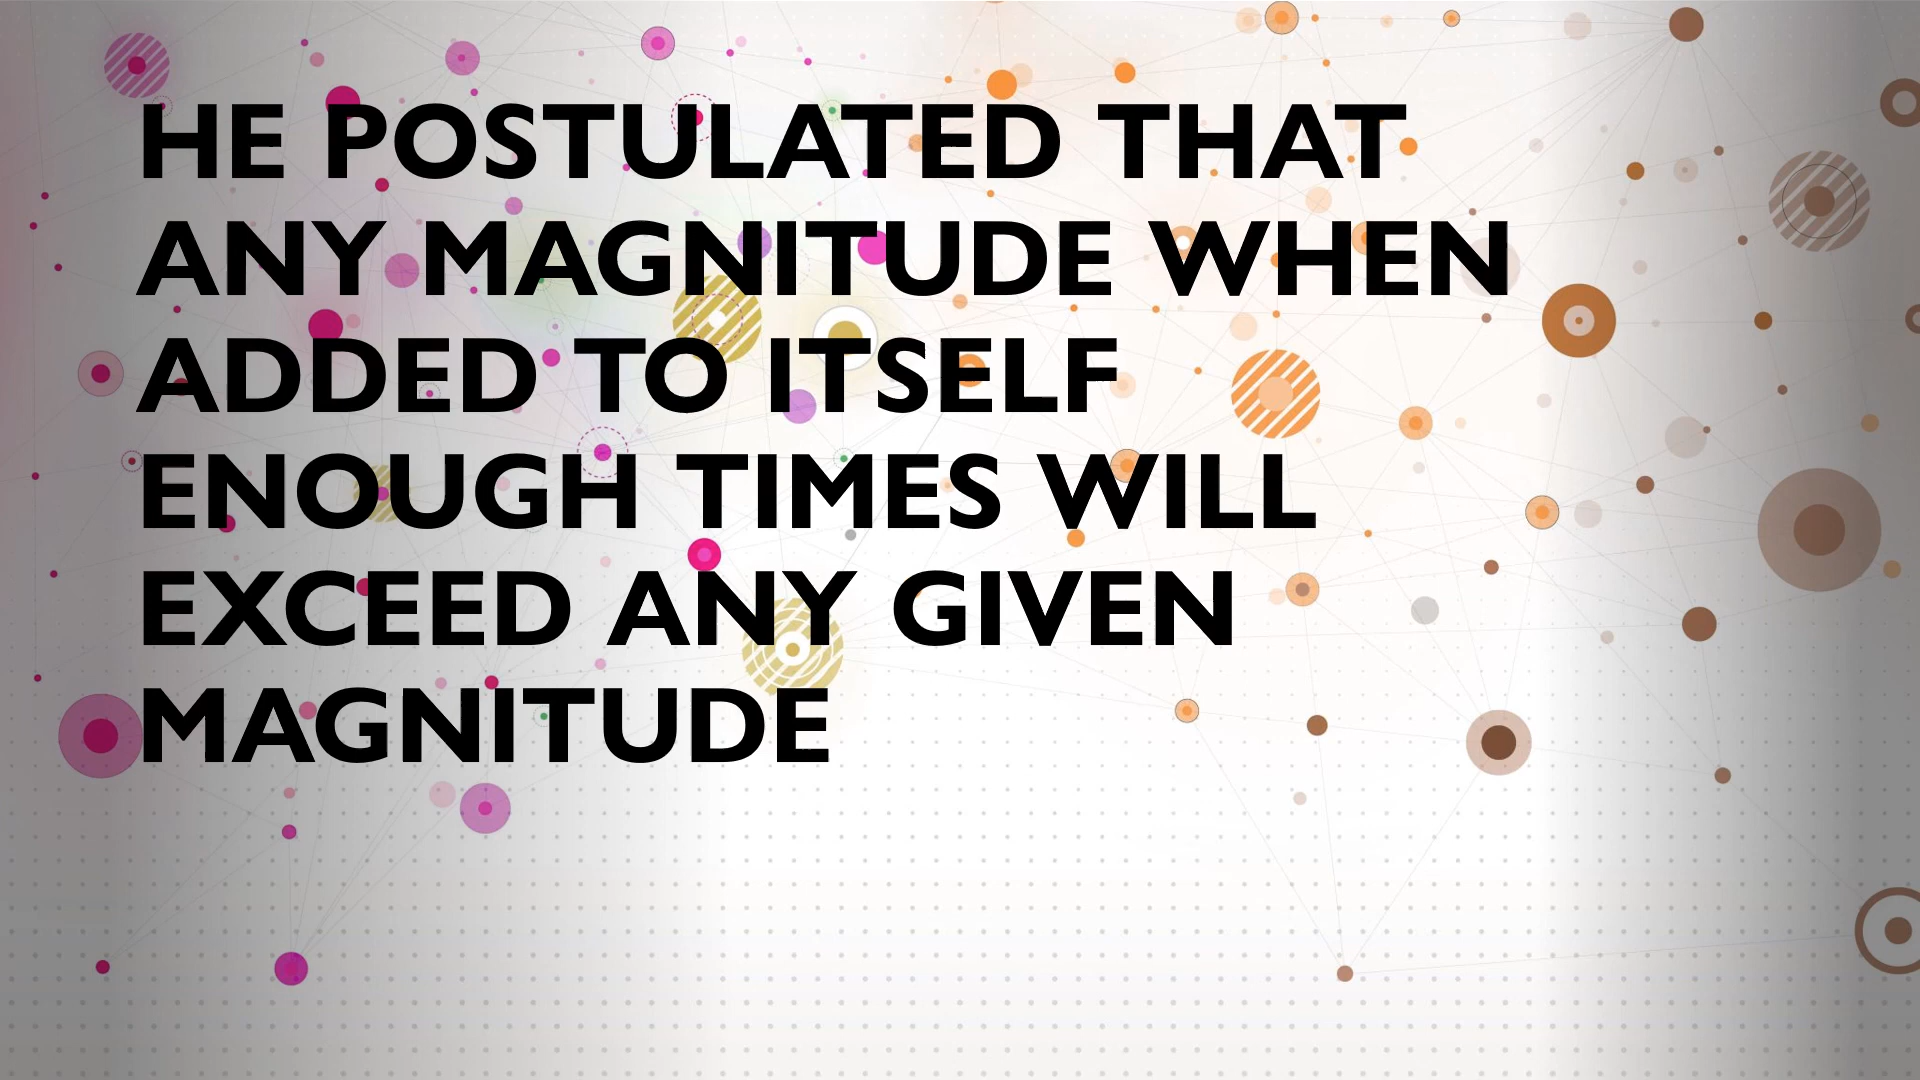 HE POSTULATED THAT
ANY MAGNITUDE WHEN
ADDED TO ITSELF
ENOUGH TIMES WILL
EXCEED ANY GIVEN
MAGNITUDE